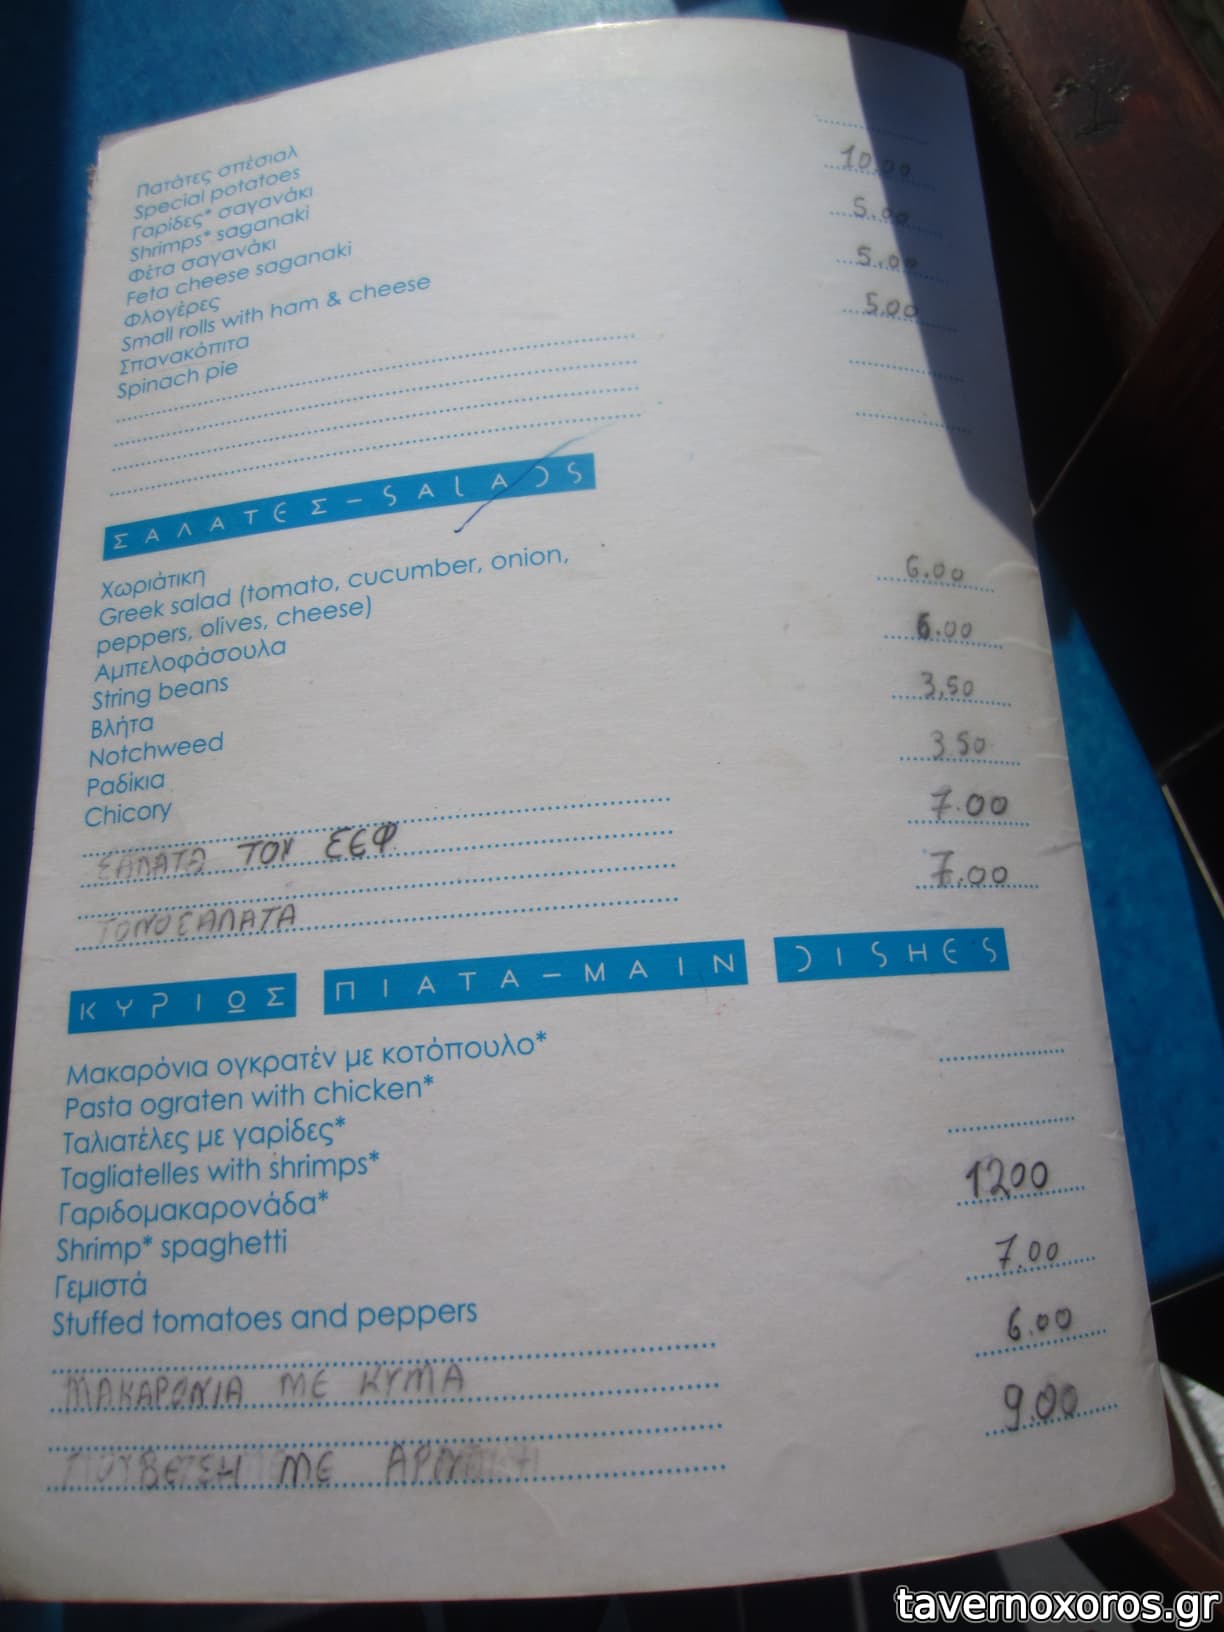 Πατάτες σπέσιαλ
Special potatoes
Γαρίδες* σαγανάκι 10.00
Shrimps* saganaki
Φέτα σαγανάκι 5.00
Feta cheese saganaki
Φλογέρες 5.00
Small rolls with ham & cheese
Σπανακόπιτα 5.00
Spinach pie
ΣΑΛΑΤΕΣ-SALADS
Χωριάτικη 6.00
Greek salad (tomato, cucumber, onion,
peppers, olives, cheese)
Αμπελοφάσουλα 6.00
String beans
Βλήτα 3,50
Notchweed
Ραδίκια 3.50
Chicory
ΣΑΛΑΤΑ ΤΟΥ ΣΕΦ 7.00
ΤΟΝΟΣΑΛΑΤΑ 7.00
ΚΥΡΙΩΣ ΠΙΑΤΑ-MAIN DISHES
Μακαρόνια ογκρατέν με κοτόπουλο*
Pasta ograten with chicken*
Ταλιατέλες με γαρίδες*
Tagliatelles with shrimps*
Γαριδομακαρονάδα* 1200
Shrimp* spaghetti
Γεμιστά 7.00
Stuffed tomatoes and peppers
ΜΑΚΑΡΟΝΙΑ ΜΕ ΚΥΜΑ 6.00
ΜΕ 9.00
tavernoxoros.gr